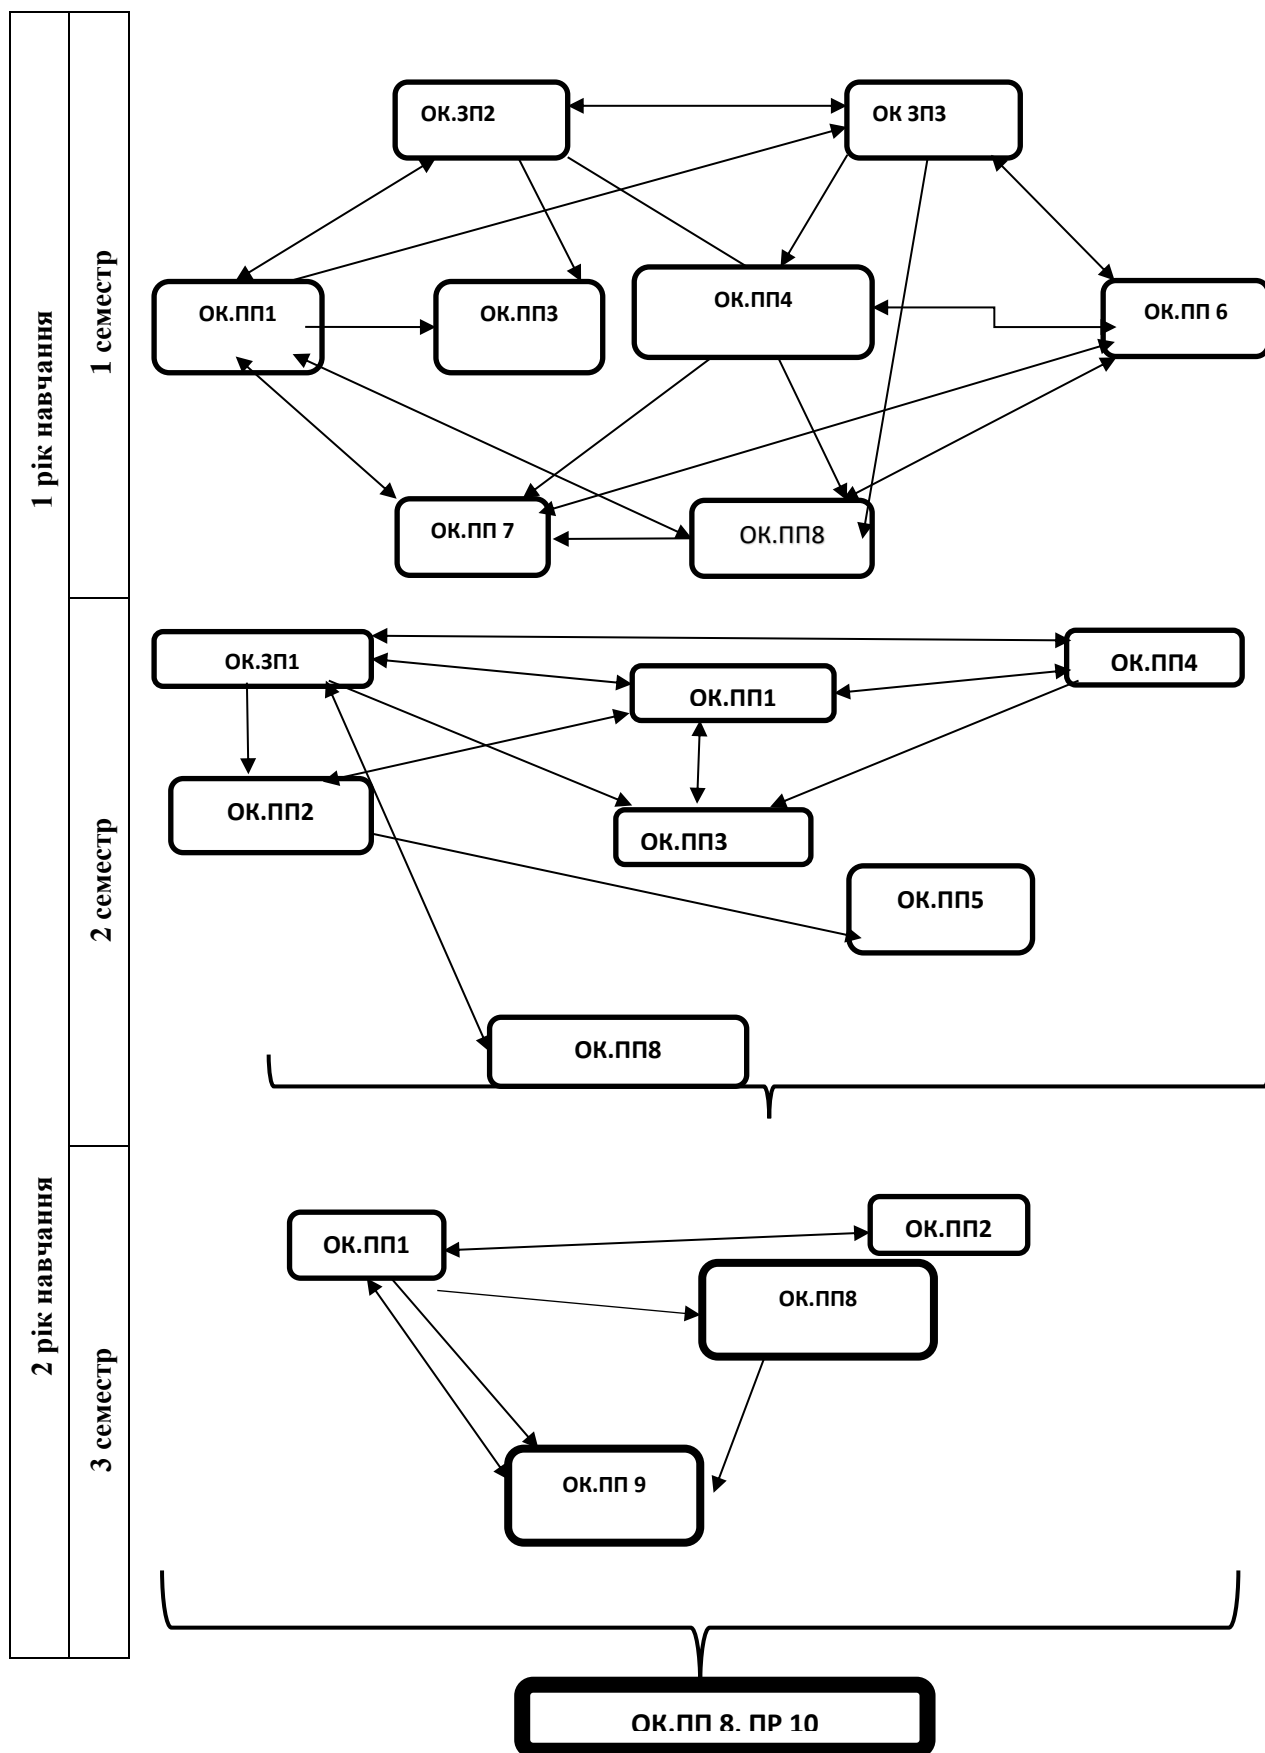 1 рік навчання
1 семестр
ОК.ЗП2
ОК ЗП3
ОК.ПП1
ОК.ПП3
ОК.ПП4
ОК.ПП 6
ОК.ПП 7
ОК.ПП8
2 семестр
ОК.ЗП1
ОК.ПП1
ОК.ПП4
ОК.ПП2
ОК.ПП3
ОК.ПП5
ОК.ПП8
2 рік навчання
3 семестр
ОК.ПП1
ОК.ПП2
ОК.ПП8
ОК.ПП 9
ОК.ПП 8. ПР 10